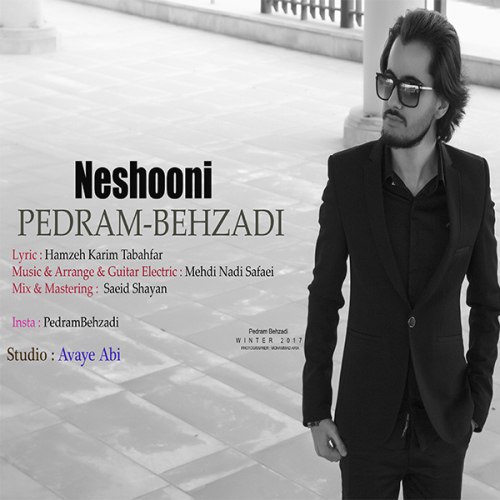 Neshooni
PEDRAM-BEHZADI
Lyric : Hamzeh Karim Tabahfar
Music & Arrange & Guitar Electric : Mehdi Nadi Safaei
Mix & Mastering : Saeid Shayan
Insta : PedramBehzadi
Studio : Avaye Abi
Pedram Behzadi
WINTER 2017